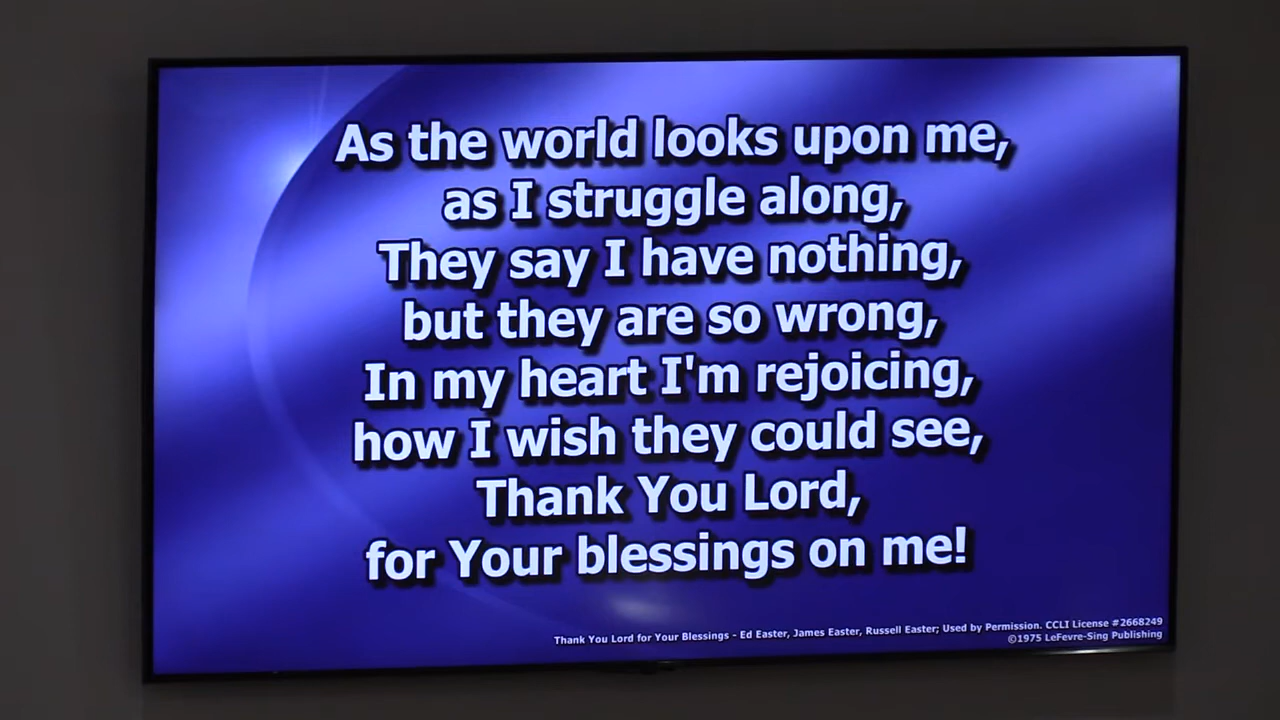 As the world looks upon me,
as I struggle along,
They say I have nothing,
but they are so wrong,
In my heart I'm rejoicing,
how I wish they could see,
Thank You Lord,
for Your blessings on me!
Thank You Lord for Your Blessings - Ed Easter, James Easter, Russell Easter; Used by Permission. CCLI License #2668249
©1975 LeFevre-Sing Publishing